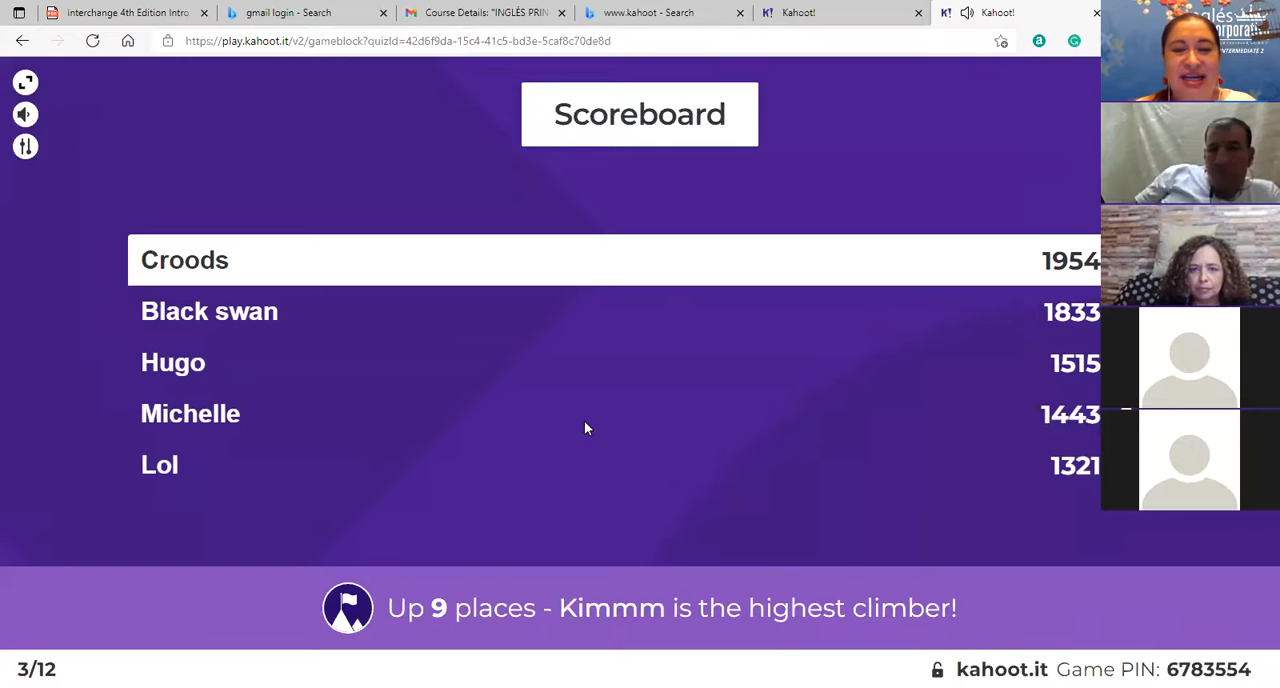 interchange 4th Edition Intro
gmail login - Search
Course Details "INGLÉS PRIN
www.kahoot - Search
Kahoot!
Kahoot!
https://play.kahoot.it/v2/gameblock?quizId=42d6f9da-15c4-41c5-bd3e-5caf8c70de8d
INTERMEDIATE 2
Scoreboard
Croods 1954
Black swan 1833
Hugo 1515
Michelle 1443
Lol 1321
Up 9 places - Kimmm is the highest climber!
3/12
kahoot.it Game PIN: 6783554